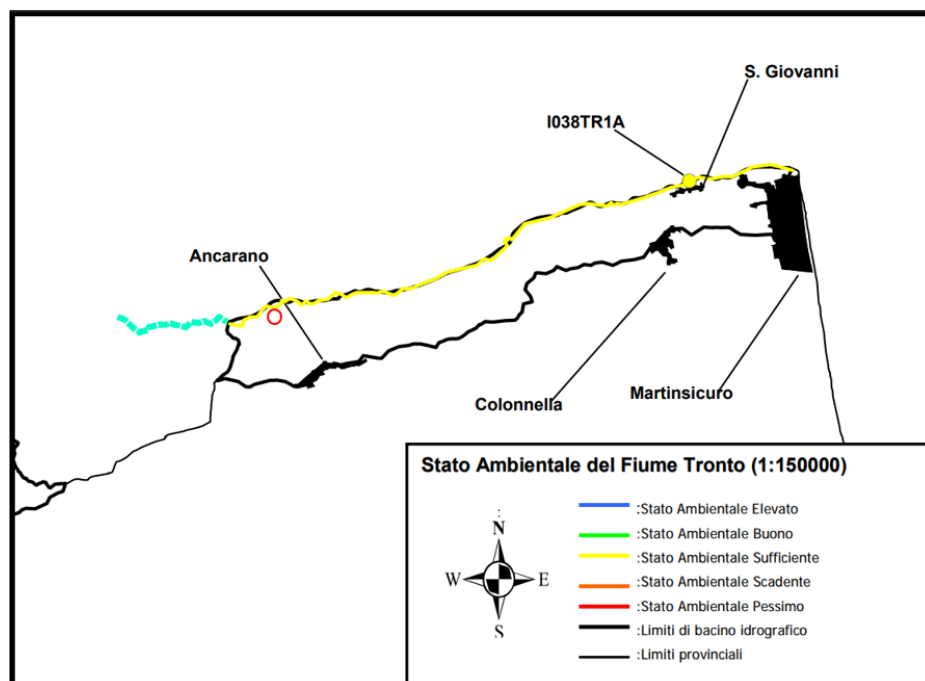 S. Giovanni
I038TR1A
Ancarano
Colonnella
Martinsicuro
Stato Ambientale del Fiume Tronto (1:150000)
:
N
W
E
S
:Stato Ambientale Elevato
:Stato Ambientale Buono
:Stato Ambientale Sufficiente
:Stato Ambientale Scadente
:Stato Ambientale Pessimo
:Limiti di bacino idrografico
:Limiti provinciali